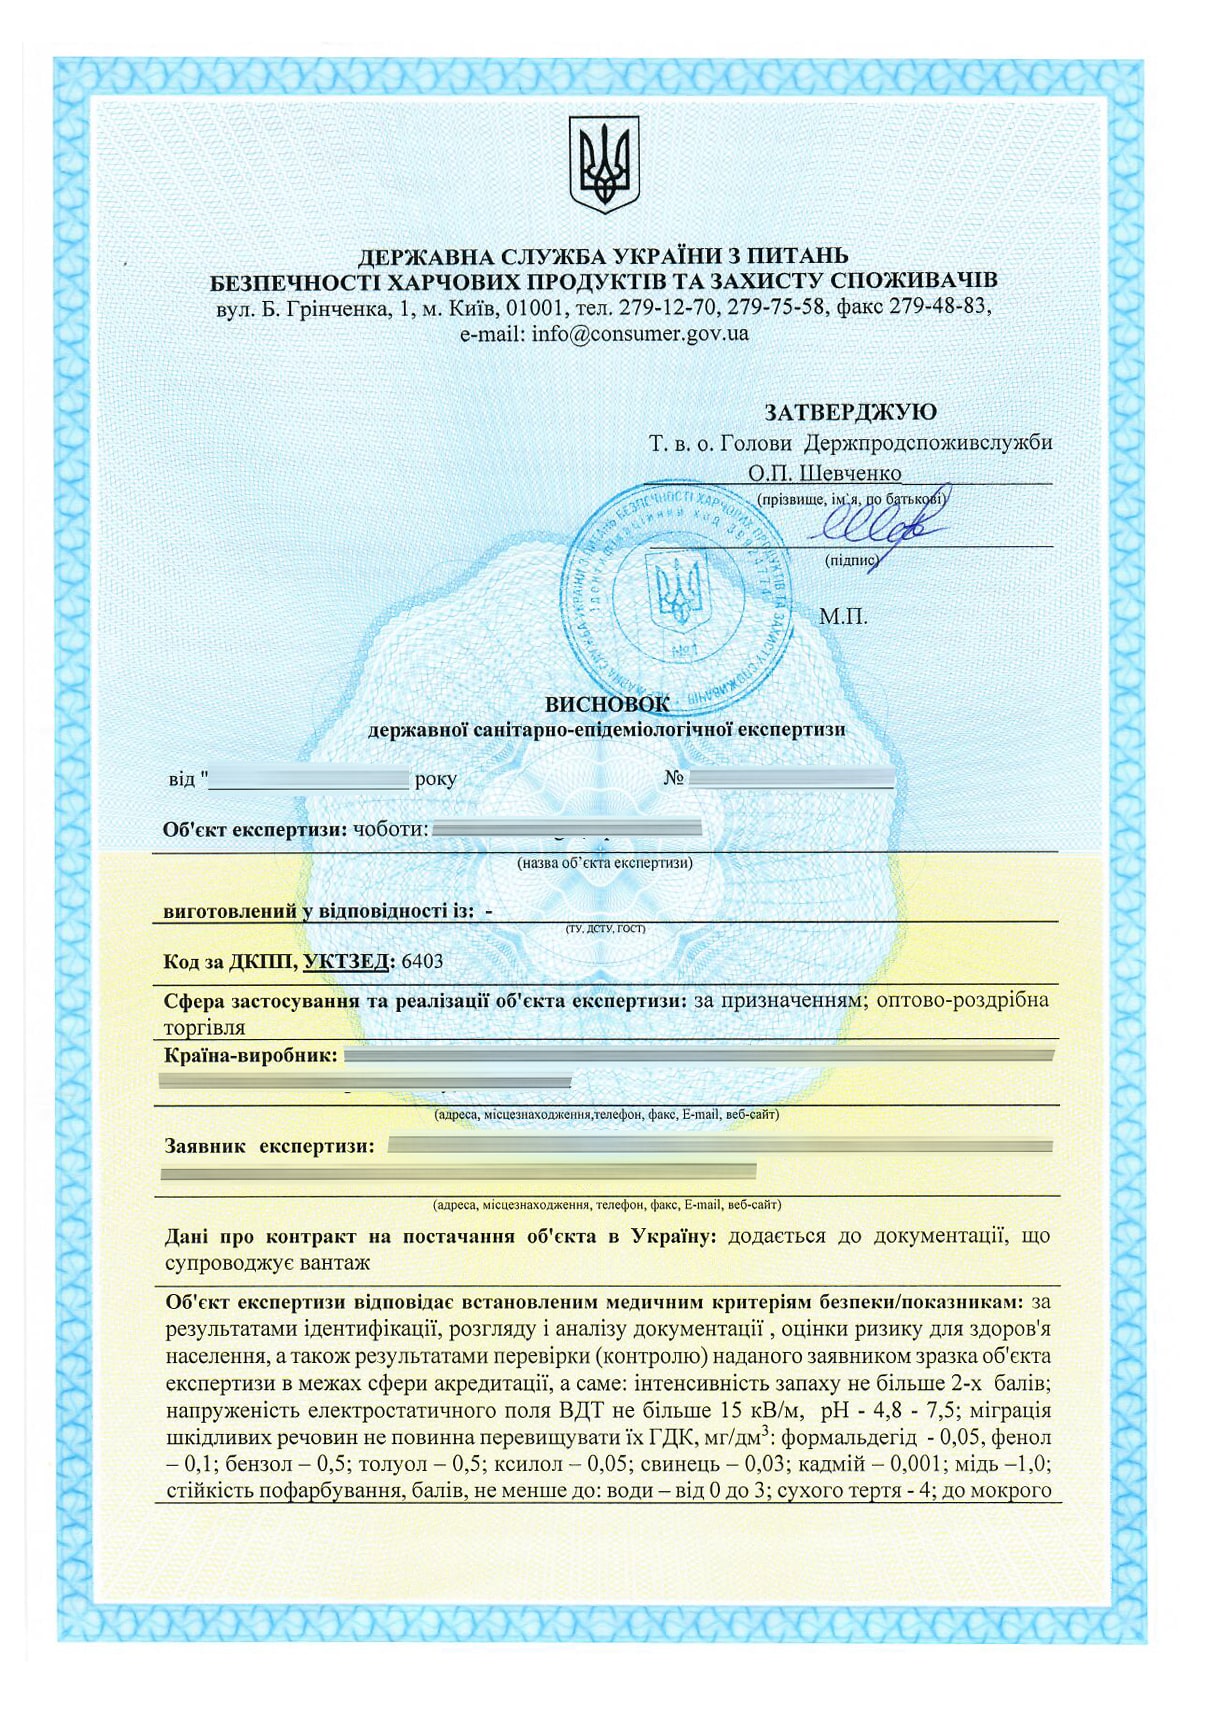 ДЕРЖАВНА СЛУЖБА УКРАЇНИ З ПИТАНЬ
БЕЗПЕЧНОСТІ ХАРЧОВИХ ПРОДУКТІВ ТА ЗАХИСТУ СПОЖИВАЧІВ
вул. Б. Грінченка, 1, м. Київ, 01001, тел. 279-12-70, 279-75-58, факс 279-48-83,
e-mail: info@consumer.gov.ua
ЗАТВЕРДЖУЮ
Т. в. о. Голови Держпродспоживслужби
О.П. Шевченко
(прізвище, ім'я, по батькові)
(підпис)
М.П.
ДЕРЖАВНА СЛУЖБА УКРАЇНИ З ПИТАНЬ БЕЗПЕЧНОСТІ ХАРЧОВИХ ПРОДУКТІВ ТА ЗАХИСТУ СПОЖИВАЧІВ
Ідентифікаційний код
№1
ВИСНОВОК
державної санітарно-епідеміологічної експертизи
від " року №
Об'єкт експертизи: чоботи:
(назва об'єкта експертизи)
виготовлений у відповідності із: -
(ТУ, ДСТУ, ГОСТ)
Код за ДКПП, УКТЗЕД: 6403
Сфера застосування та реалізації об'єкта експертизи: за призначенням; оптово-роздрібна
торгівля
Країна-виробник:
(адреса, місцезнаходження,телефон, факс, E-mail, веб-сайт)
Заявник експертизи:
(адреса, місцезнаходження, телефон, факс, E-mail, веб-сайт)
Дані про контракт на постачання об'єкта в Україну: додається до документації, що
супроводжує вантаж
Об'єкт експертизи відповідає встановленим медичним критеріям безпеки/показникам: за
результатами ідентифікації, розгляду і аналізу документації , оцінки ризику для здоров'я
населення, а також результатами перевірки (контролю) наданого заявником зразка об'єкта
експертизи в межах сфери акредитації, а саме: інтенсивність запаху не більше 2-х балів;
напруженість електростатичного поля ВДТ не більше 15 кВ/м, рН - 4,8 - 7,5; міграція
шкідливих речовин не повинна перевищувати їх ГДК, мг/дм³: формальдегід - 0,05, фенол
– 0,1; бензол – 0,5; толуол – 0,5; ксилол – 0,05; свинець – 0,03; кадмій – 0,001; мідь –1,0;
стійкість пофарбування, балів, не менше до: води – від 0 до 3; сухого тертя - 4; до мокрого